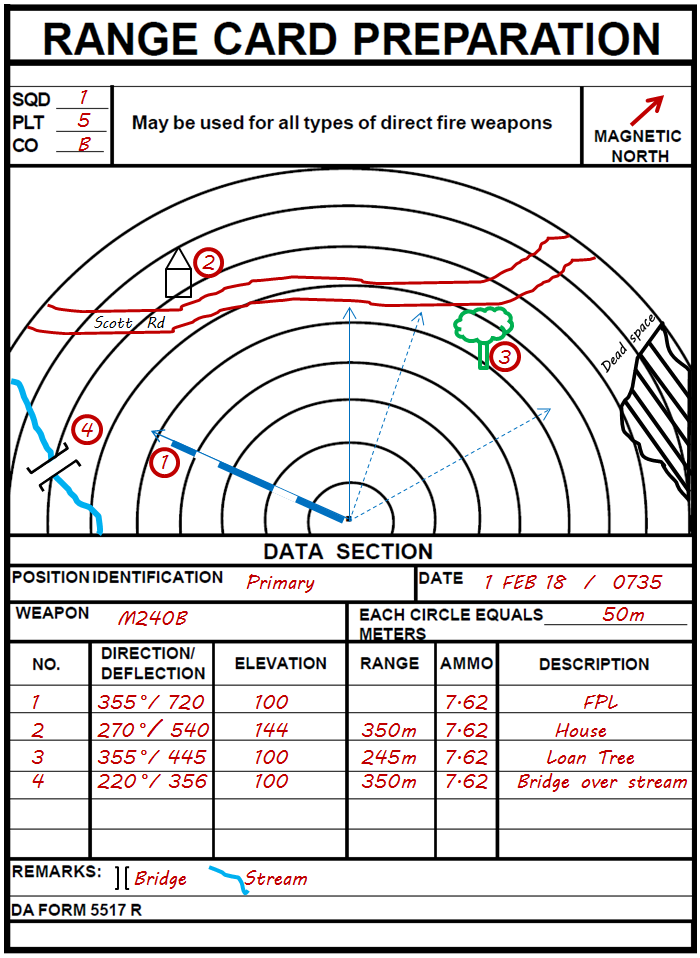 RANGE CARD PREPARATION
SQD 1
PLT 5
CO B
May be used for all types of direct fire weapons
MAGNETIC
NORTH
2
Scott Rd
3
Dead space
4
1
DATA SECTION
POSITION IDENTIFICATION Primary DATE 1 FEB 18 / 0735
WEAPON M240B EACH CIRCLE EQUALS 50m
METERS
NO. DIRECTION/ ELEVATION RANGE AMMO DESCRIPTION
DEFLECTION
1 355°/ 720 100 7.62 FPL
2 270°/ 540 144 350m 7.62 House
3 355°/ 445 100 245m 7.62 Loan Tree
4 220°/ 356 100 350m 7.62 Bridge over stream
REMARKS: ][ Bridge Stream
DA FORM 5517 R